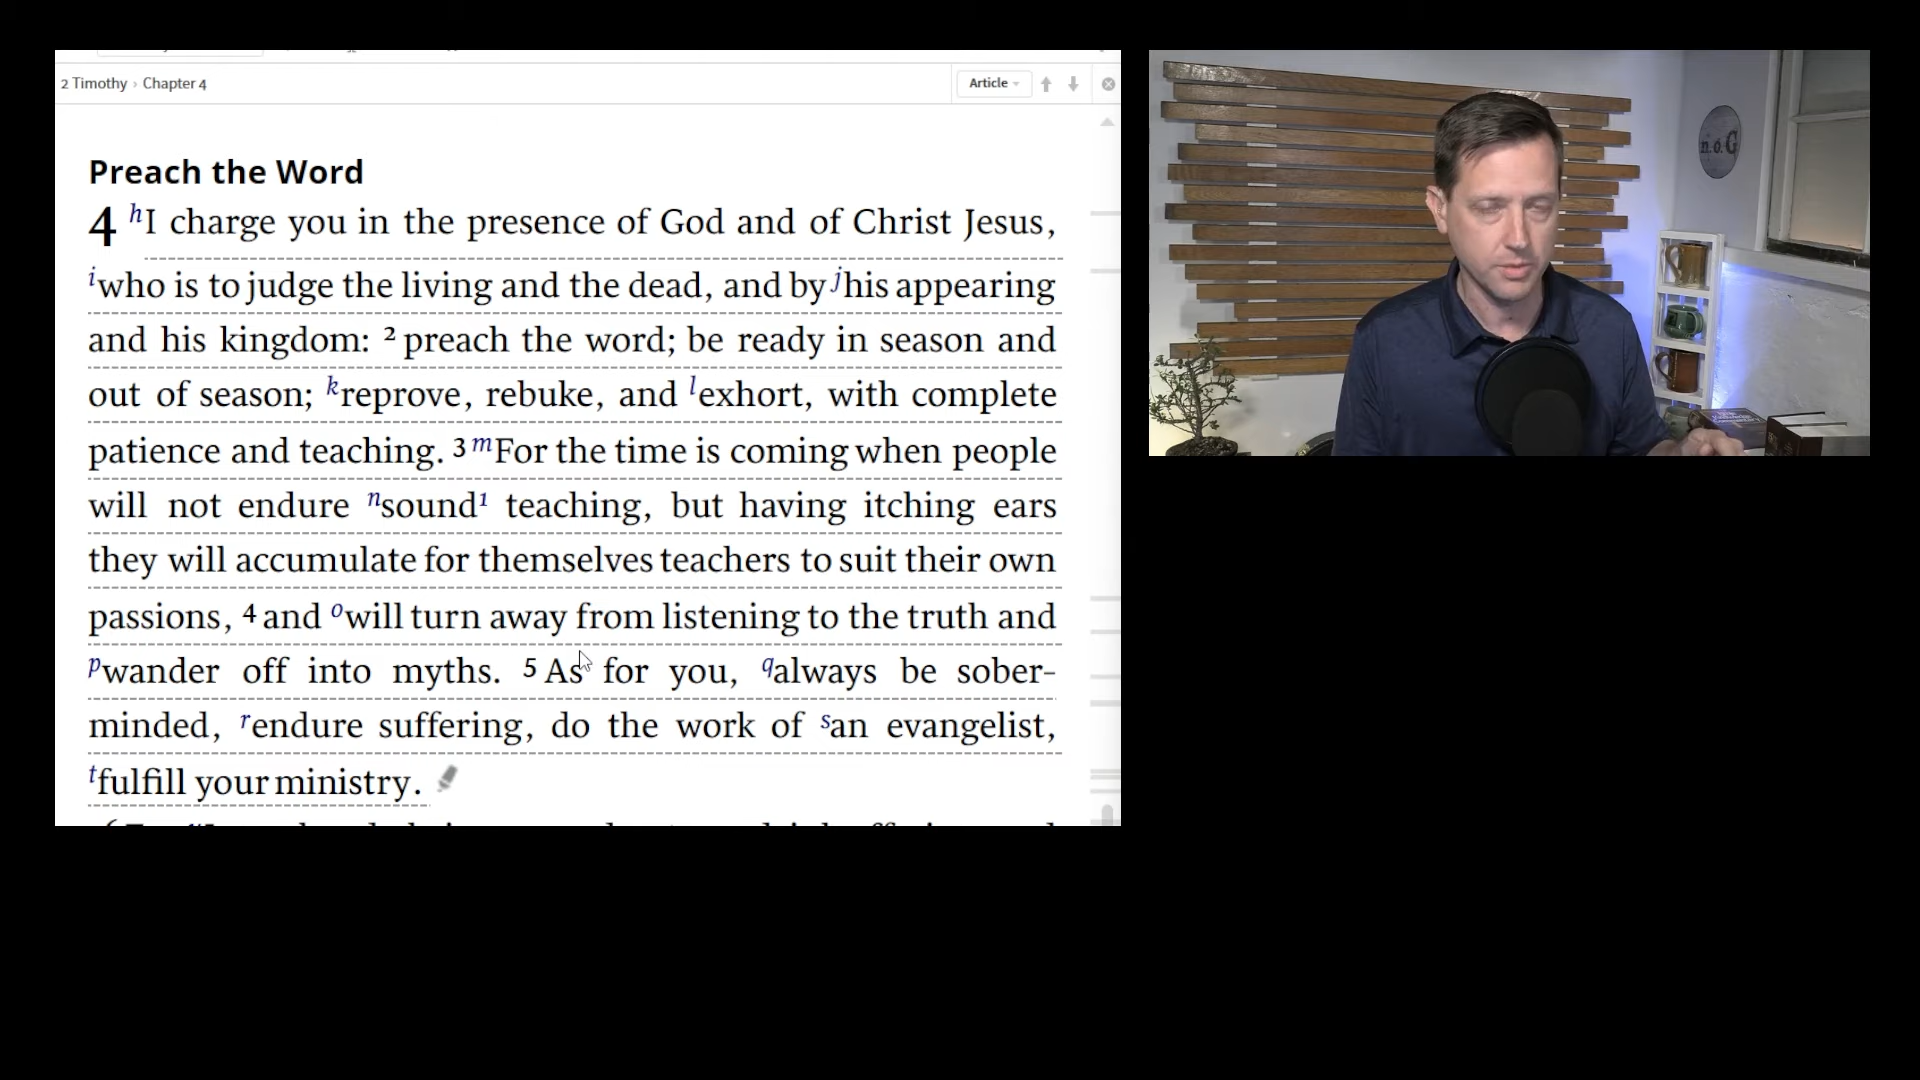 2 Timothy › Chapter 4
Article
Preach the Word
4 hI charge you in the presence of God and of Christ Jesus,
iwho is to judge the living and the dead, and by jhis appearing
and his kingdom: 2 preach the word; be ready in season and
out of season; kreprove, rebuke, and lexhort, with complete
patience and teaching. 3 mFor the time is coming when people
will not endure nsound1 teaching, but having itching ears
they will accumulate for themselves teachers to suit their own
passions, 4 and owill turn away from listening to the truth and
pwander off into myths. 5 As for you, qalways be sober-
minded, rendure suffering, do the work of san evangelist,
tfulfill your ministry.
n.o.G